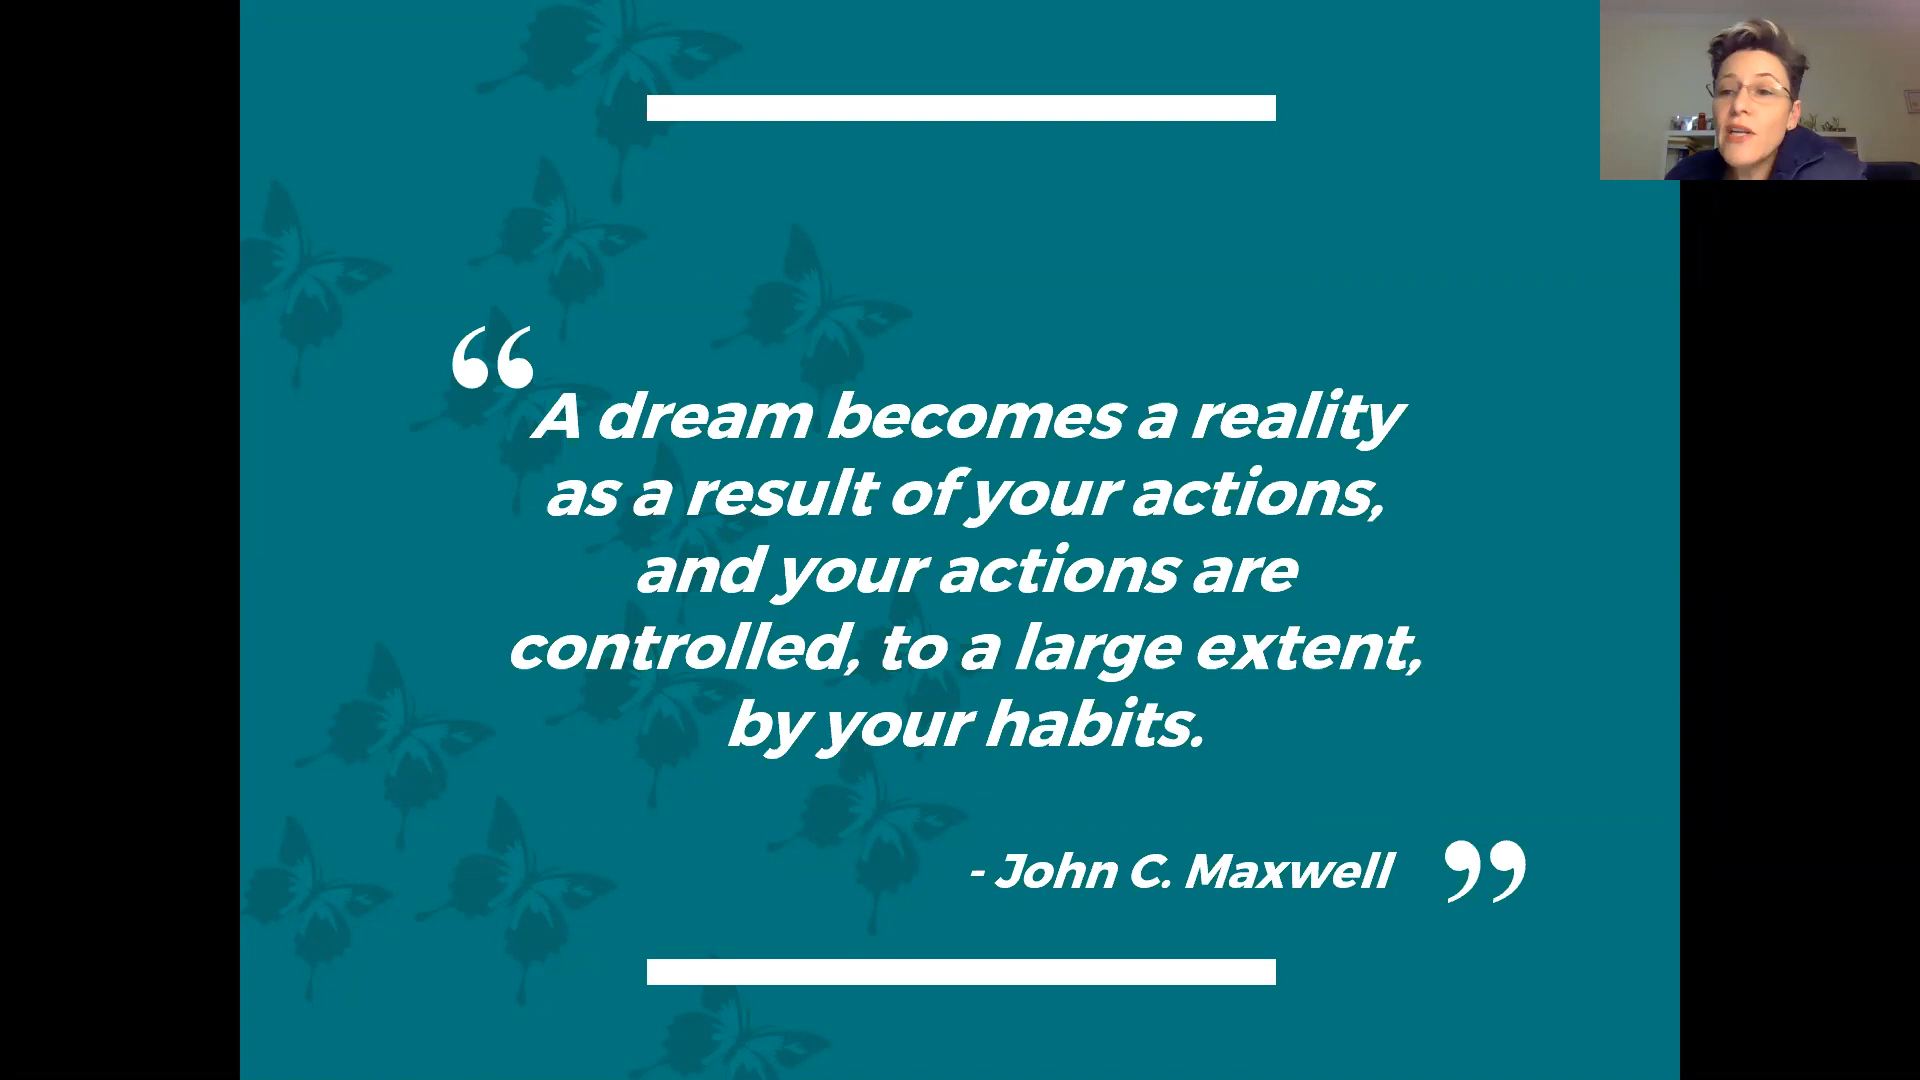 “A dream becomes a reality
as a result of your actions,
and your actions are
controlled, to a large extent,
by your habits.
- John C. Maxwell ”